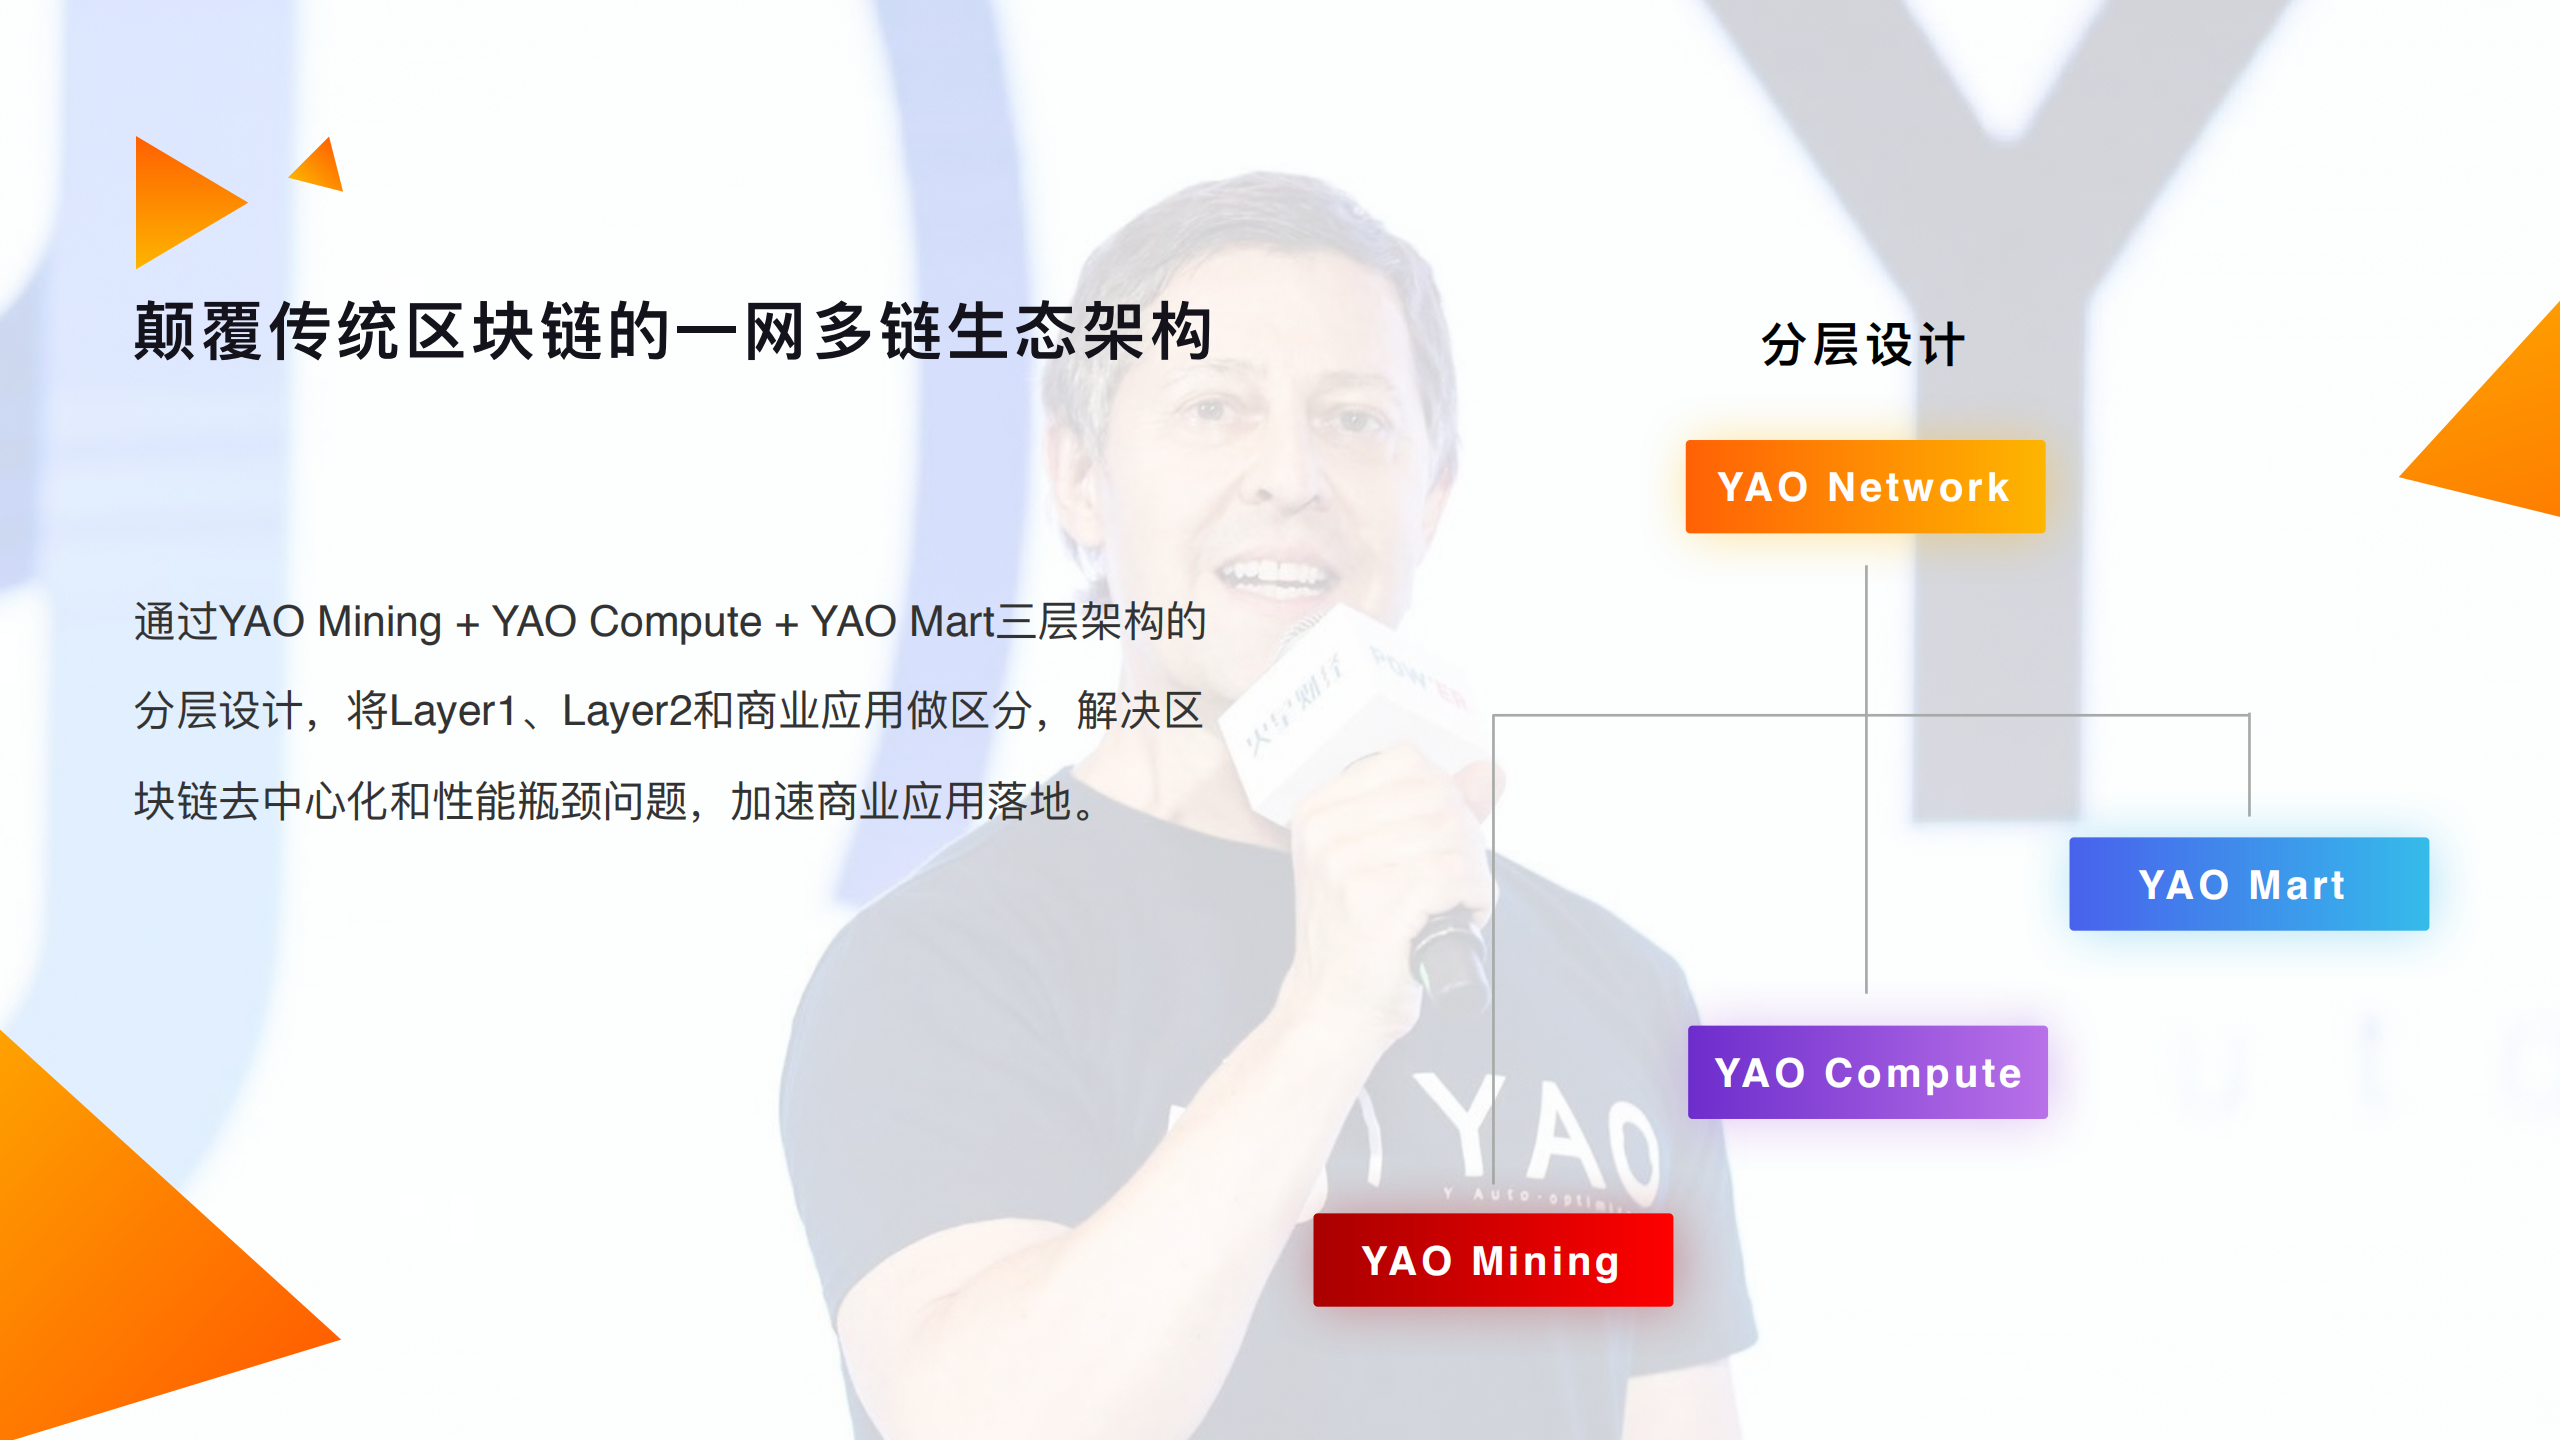 颠覆传统区块链的一网多链生态架构
通过YAO Mining + YAO Compute + YAO Mart三层架构的
分层设计，将Layer1、Layer2和商业应用做区分，解决区
块链去中心化和性能瓶颈问题，加速商业应用落地。
分层设计
YAO Network
YAO Mart
YAO Compute
YAO Mining
POW'ER
YAO
Y Auto-optimi
Y